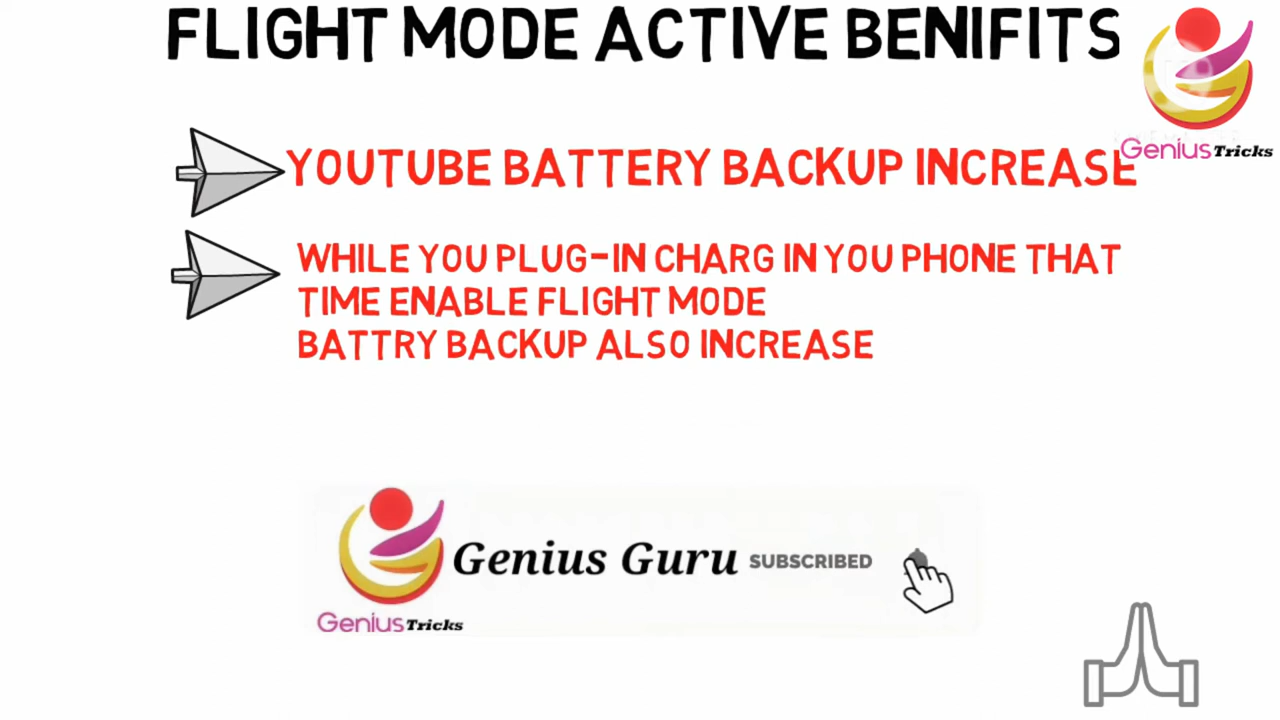 FLIGHT MODE ACTIVE BENIFITS
Genius Tricks
YOUTUBE BATTERY BACKUP INCREASE
WHILE YOU PLUG-IN CHARG IN YOU PHONE THAT
TIME ENABLE FLIGHT MODE
BATTRY BACKUP ALSO INCREASE
Genius Guru SUBSCRIBED
Genius Tricks